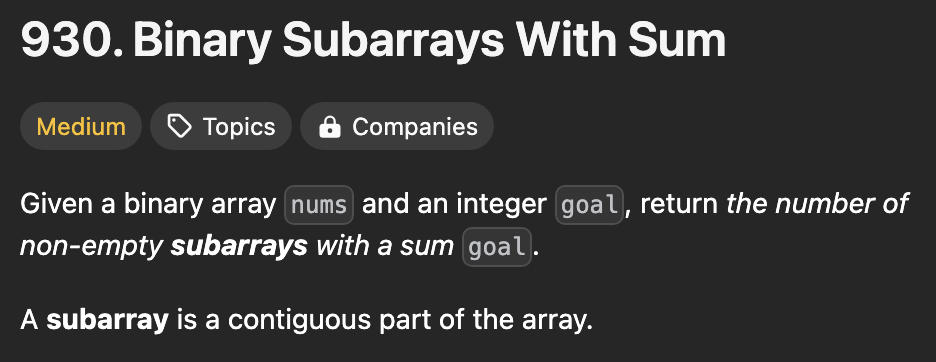 930. Binary Subarrays With Sum
Medium Topics Companies
Given a binary array nums and an integer goal, return the number of
non-empty subarrays with a sum goal.
A subarray is a contiguous part of the array.